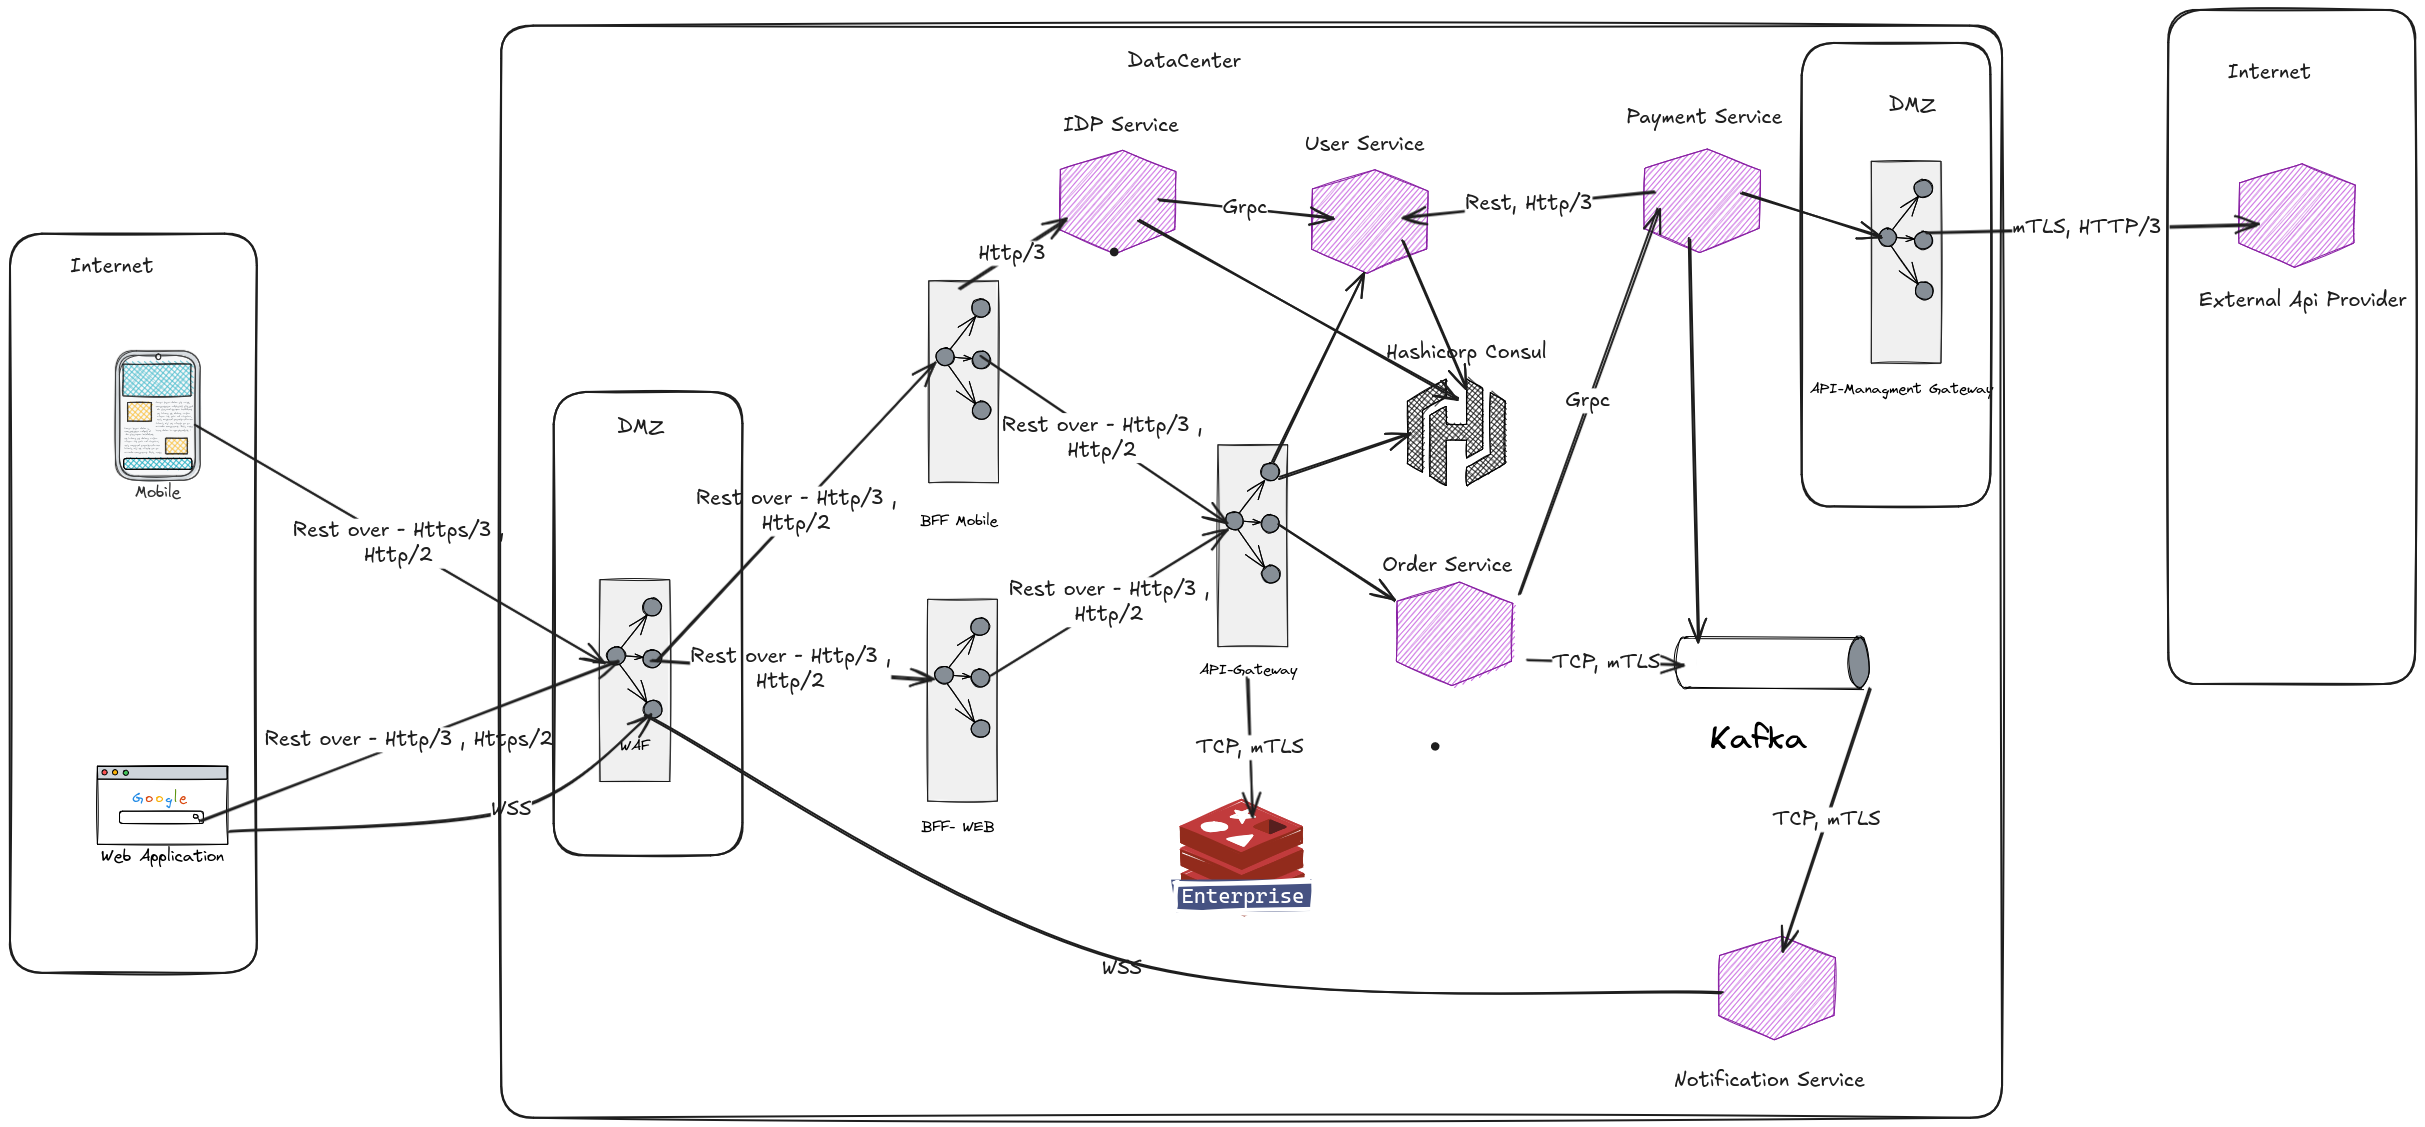 DataCenter
Internet
DMZ
Payment Service
IDP Service
User Service
Rest, Http/3
Grpc
mTLS, HTTP/3
Http/3
Internet
External Api Provider
Hashicorp Consul
API-Managment Gateway
Grpc
DMZ
Rest over - Http/3 ,
Http/2
Mobile
Rest over - Http/3 ,
Http/2
BFF Mobile
Rest over - Https/3 ,
Http/2
Order Service
Rest over - Http/3 ,
Http/2
Rest over - Http/3 ,
Http/2
TCP, mTLS
API-Gateway
Rest over - Http/3 , Https/2
WAF
TCP, mTLS
Kafka
Google
WSS
TCP, mTLS
BFF- WEB
Web Application
Enterprise
WSS
Notification Service